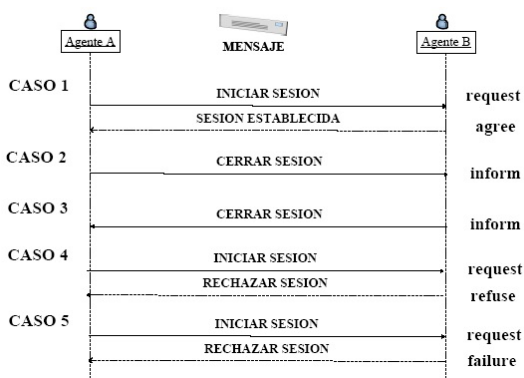 Agente A
MENSAJE
Agente B
CASO 1
INICIAR SESION
request
SESION ESTABLECIDA
agree
CASO 2
CERRAR SESION
inform
CASO 3
CERRAR SESION
inform
CASO 4
INICIAR SESION
request
RECHAZAR SESION
refuse
CASO 5
INICIAR SESION
request
RECHAZAR SESION
failure